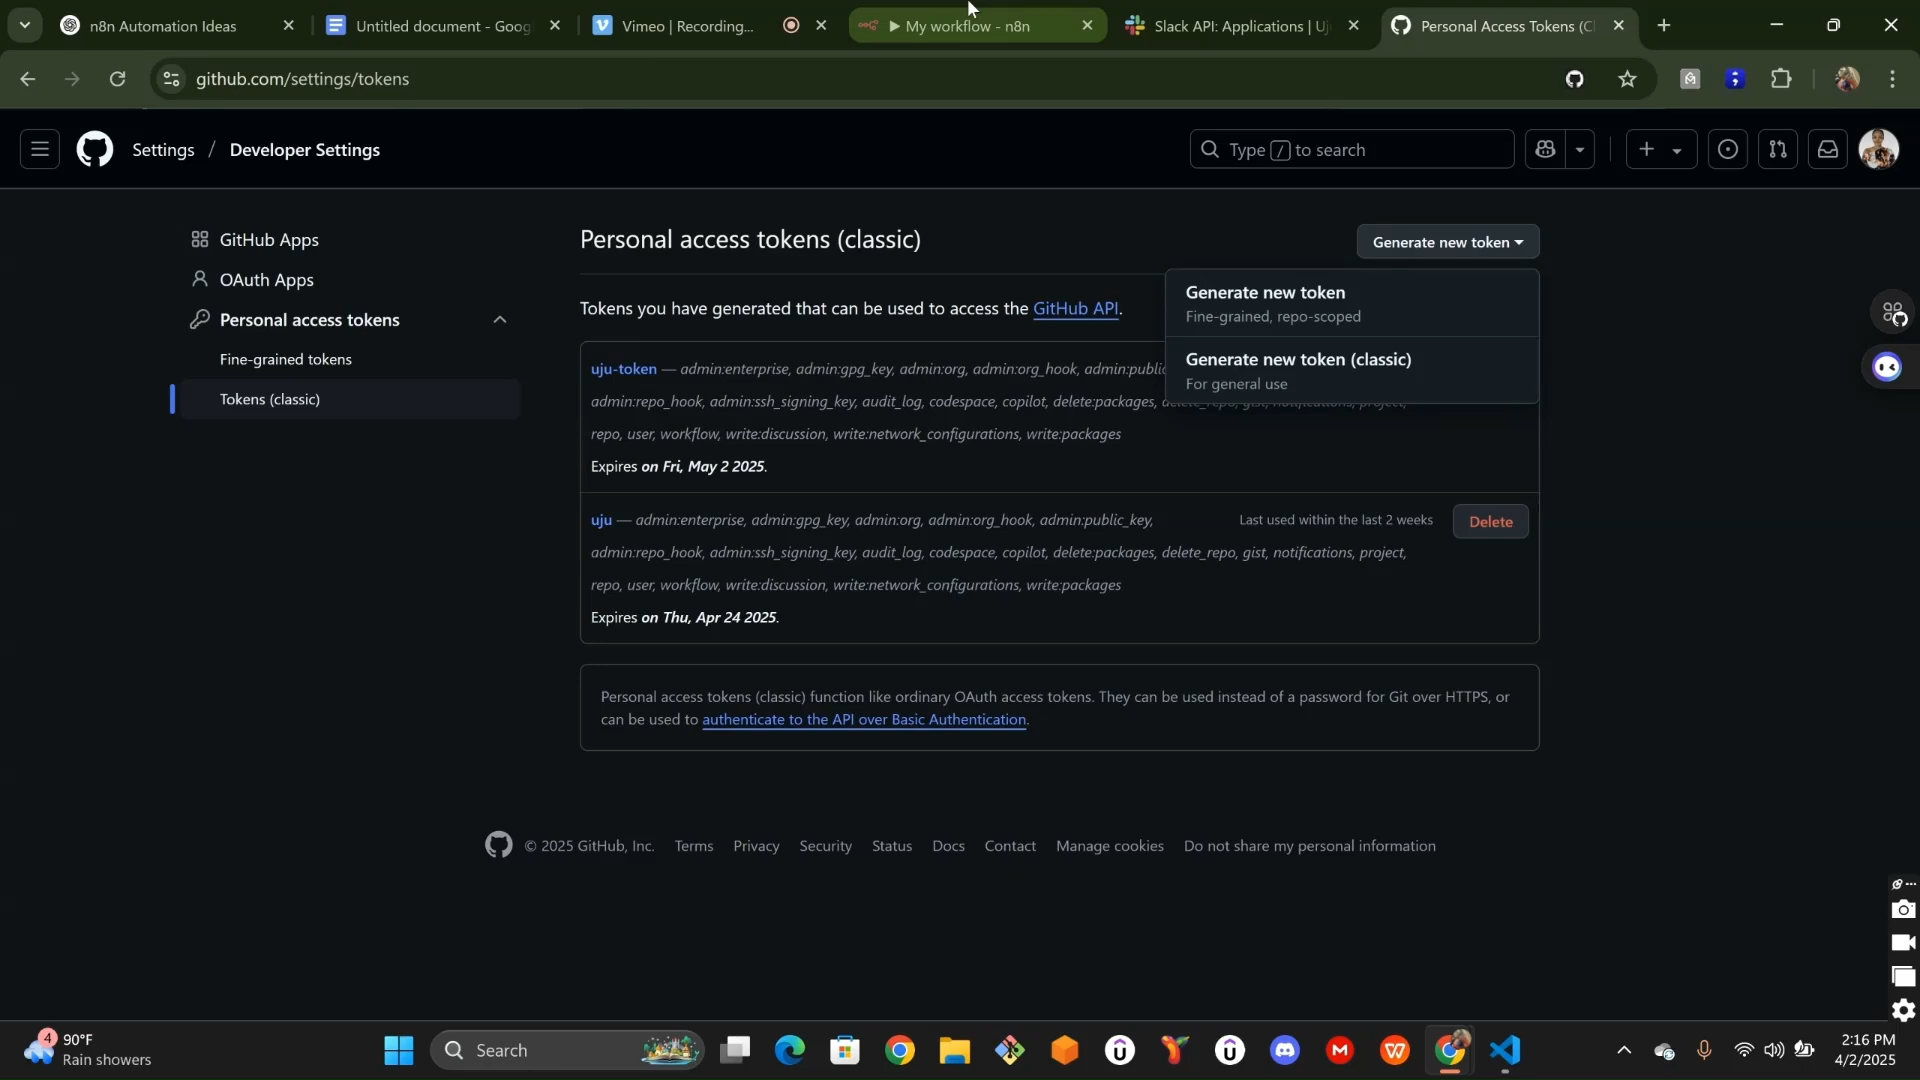 n8n Automation Ideas
Untitled document - Goog
Vimeo | Recording...
▶ My workflow - n8n
Slack API: Applications | Uj
Personal Access Tokens (Cl
github.com/settings/tokens
Settings / Developer Settings
Type / to search
GitHub Apps
OAuth Apps
Personal access tokens
Fine-grained tokens
Tokens (classic)
Personal access tokens (classic)
Generate new token
Generate new token
Fine-grained, repo-scoped
Generate new token (classic)
For general use
Tokens you have generated that can be used to access the GitHub API.
uju-token — admin:enterprise, admin:gpg_key, admin:org, admin:org_hook, admin:public
admin:repo_hook, admin:ssh_signing_key, audit_log, codespace, copilot, delete:packages, delete_repo, gist, notifications, project,
repo, user, workflow, write:discussion, write:network_configurations, write:packages
Expires on Fri, May 2 2025.
uju — admin:enterprise, admin:gpg_key, admin:org, admin:org_hook, admin:public_key,
Last used within the last 2 weeks
Delete
admin:repo_hook, admin:ssh_signing_key, audit_log, codespace, copilot, delete:packages, delete_repo, gist, notifications, project,
repo, user, workflow, write:discussion, write:network_configurations, write:packages
Expires on Thu, Apr 24 2025.
Personal access tokens (classic) function like ordinary OAuth access tokens. They can be used instead of a password for Git over HTTPS, or
can be used to authenticate to the API over Basic Authentication.
© 2025 GitHub, Inc. Terms Privacy Security Status Docs Contact Manage cookies Do not share my personal information
4
90°F
Rain showers
Search
2:16 PM
4/2/2025